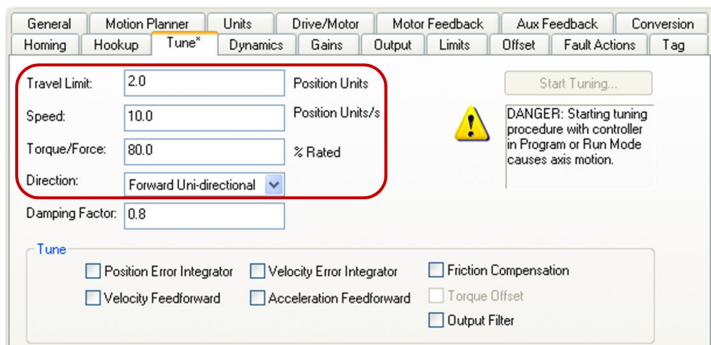 General Motion Planner Units Drive/Motor Motor Feedback Aux Feedback Conversion
Homing Hookup Tune* Dynamics Gains Output Limits Offset Fault Actions Tag
Travel Limit: 2.0 Position Units Start Tuning...
Speed: 10.0 Position Units/s
DANGER: Starting tuning
procedure with controller
in Program or Run Mode
causes axis motion.
Torque/Force: 80.0 % Rated
Direction: Forward Uni-directional
Damping Factor: 0.8
Tune
Position Error Integrator Velocity Error Integrator Friction Compensation
Velocity Feedforward Acceleration Feedforward Torque Offset
Output Filter